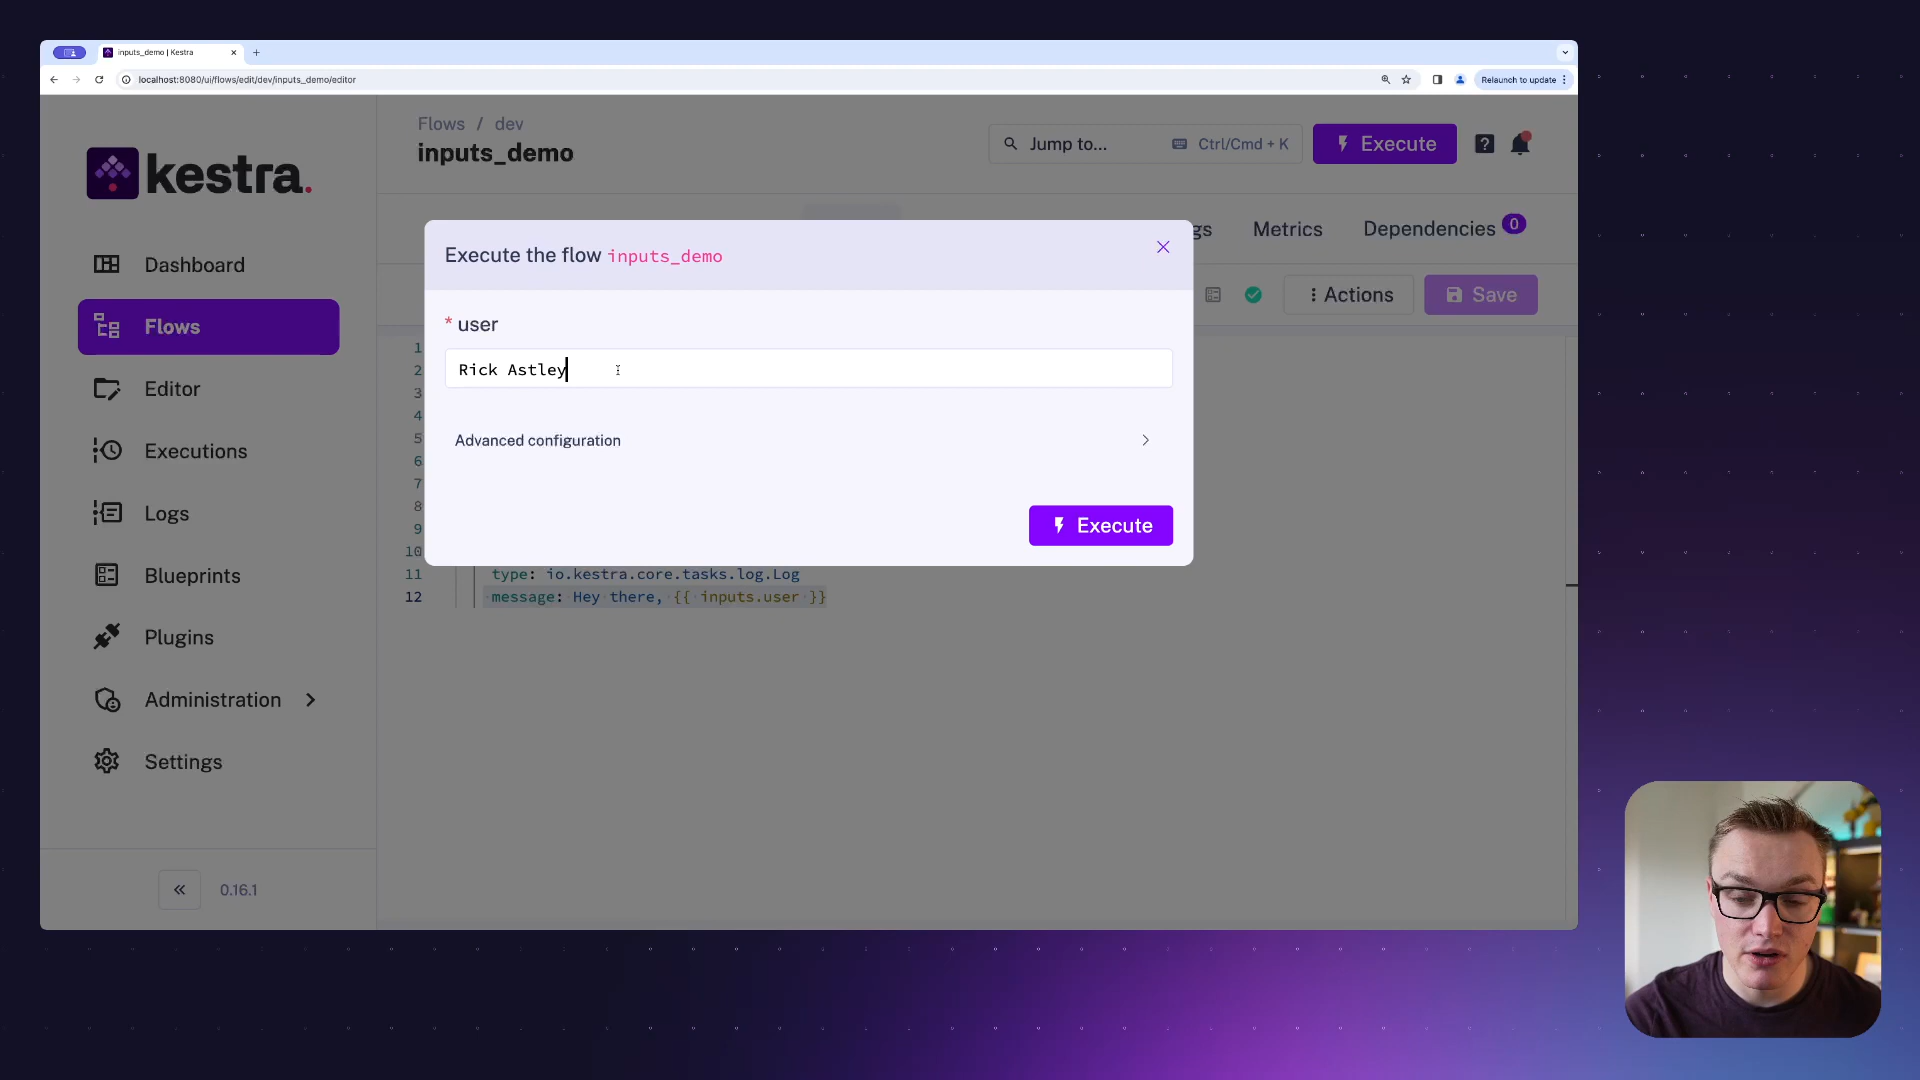 inputs_demo | Kestra
localhost:8080/ui/flows/edit/dev/inputs_demo/editor
Relaunch to update
kestra.
Dashboard
Flows
Editor
Executions
Logs
Blueprints
Plugins
Administration
Settings
0.16.1
Flows / dev
inputs_demo
Jump to...
Ctrl/Cmd + K
Execute
?
gs
Metrics
Dependencies 0
Actions
Save
Execute the flow inputs_demo
* user
Rick Astley
Advanced configuration
Execute
1
2
3
4
5
6
7
8
9
10
11 type: io.kestra.core.tasks.log.Log
12 message: Hey there, {{ inputs.user }}